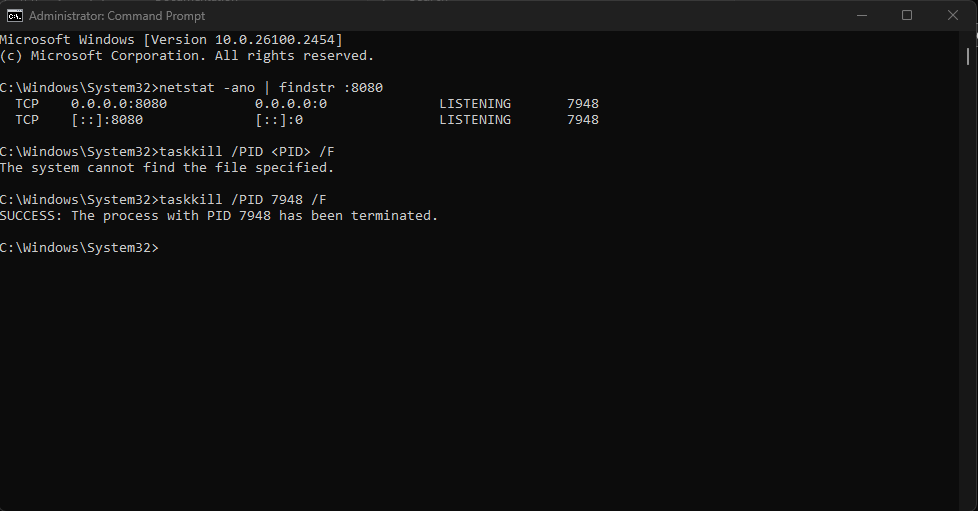 Administrator: Command Prompt
Microsoft Windows [Version 10.0.26100.2454]
(c) Microsoft Corporation. All rights reserved.
C:\Windows\System32>netstat -ano | findstr :8080
TCP    0.0.0.0:8080           0.0.0.0:0              LISTENING       7948
TCP    [::]:8080              [::]:0                 LISTENING       7948
C:\Windows\System32>taskkill /PID <PID> /F
The system cannot find the file specified.
C:\Windows\System32>taskkill /PID 7948 /F
SUCCESS: The process with PID 7948 has been terminated.
C:\Windows\System32>